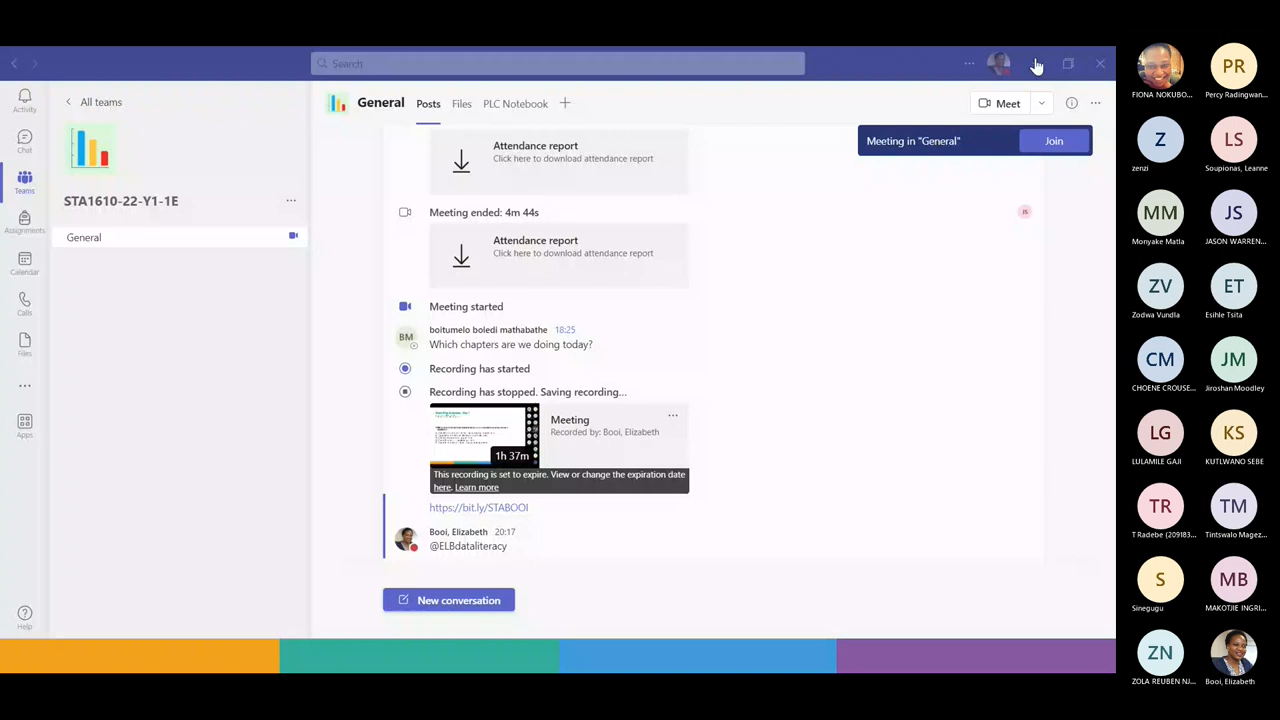 Search
Activity
Chat
Teams
Assignments
Calendar
Calls
Files
Apps
Help
All teams
STA1610-22-Y1-1E
General
General
Posts
Files
PLC Notebook
Meet
Meeting in "General"
Join
Attendance report
Click here to download attendance report
Meeting ended: 4m 44s
JS
Attendance report
Click here to download attendance report
Meeting started
BM
boitumelo boledi mathabathe 18:25
Which chapters are we doing today?
Recording has started
Recording has stopped. Saving recording...
Meeting
Recorded by: Booi, Elizabeth
1h 37m
This recording is set to expire. View or change the expiration date
here. Learn more
https://bit.ly/STABOOI
Booi, Elizabeth 20:17
@ELBdataliteracy
New conversation
FIONA NOKUBO...
PR
Percy Radingwan...
Z
zenzi
LS
Soupionas, Leanne
MM
Monyake Matla
JS
JASON WARREN...
ZV
Zodwa Vundla
ET
Esihle Tsita
CM
CHOENE CROUSE...
JM
Jiroshan Moodley
LG
LULAMILE GAJI
KS
KUTLWANO SEBE
TR
T Radebe (209183...
TM
Tintswalo Magez...
S
Sinegugu
MB
MAKOTJIE INGRI...
ZN
ZOLA REUBEN NJ...
Booi, Elizabeth